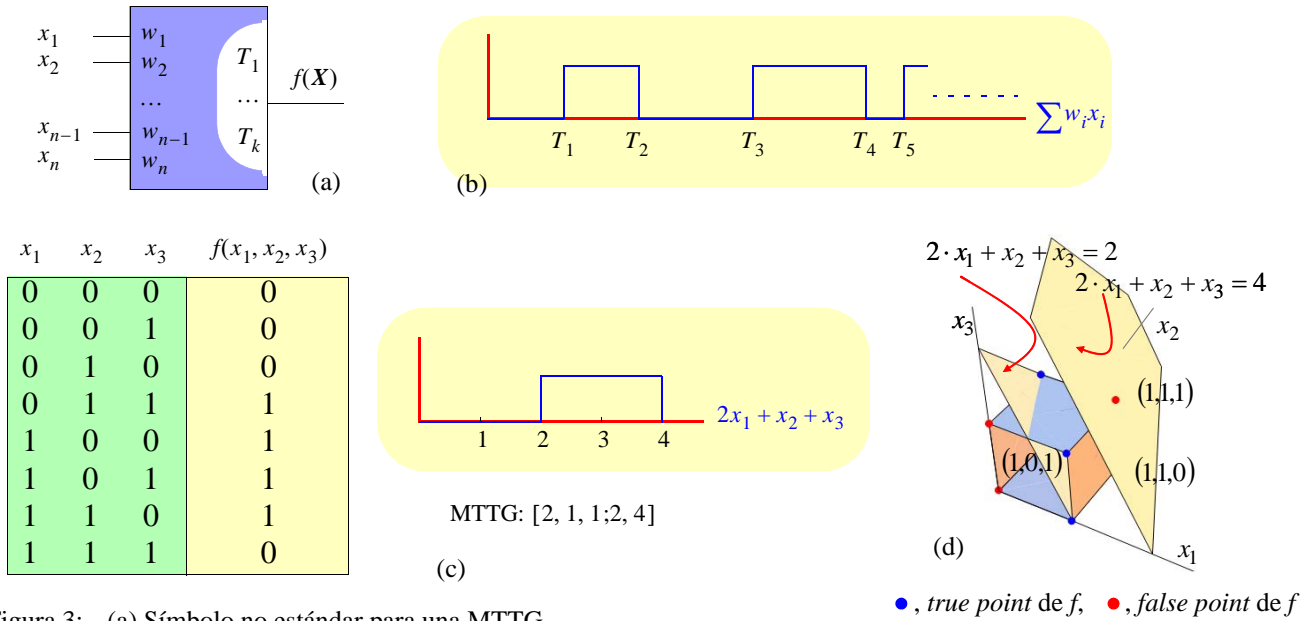 x₁ w₁
x₂ w₂ T₁
f(X)
... ...
xₙ₋₁ wₙ₋₁ Tₖ
xₙ wₙ
(a)
T₁ T₂ T₃ T₄ T₅
∑wᵢxᵢ
(b)
x₁ x₂ x₃ f(x₁, x₂, x₃)
0 0 0 0
0 0 1 0
0 1 0 0
0 1 1 1
1 0 0 1
1 0 1 1
1 1 0 1
1 1 1 0
1 2 3 4
2x₁ + x₂ + x₃
MTTG: [2, 1, 1;2, 4]
(c)
2 · x₁ + x₂ + x₃ = 2
2 · x₁ + x₂ + x₃ = 4
x₃
x₂
(1,1,1)
(1,0,1)
(1,1,0)
x₁
(d)
● , true point de f, ● , false point de f
igura 3: (a) Símbolo no estándar para una MTTG